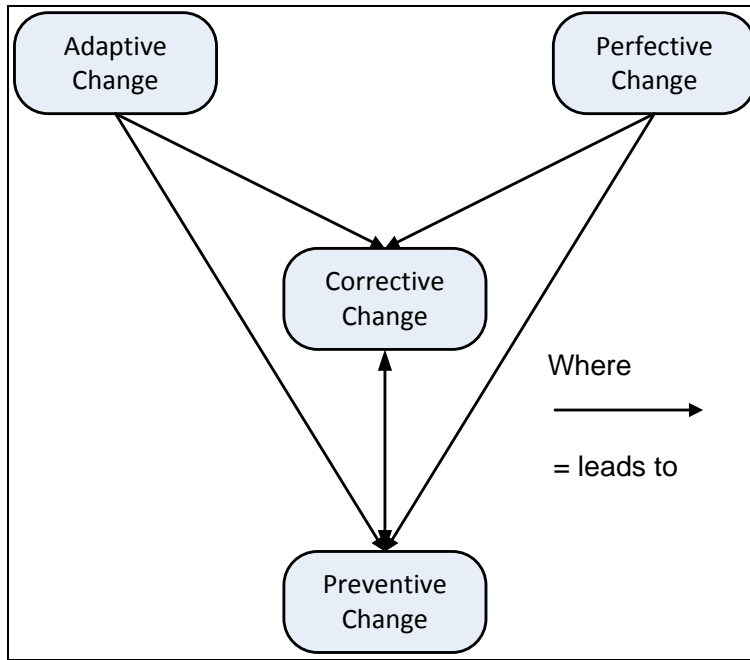 Adaptive
Change
Perfective
Change
Corrective
Change
Where
= leads to
Preventive
Change